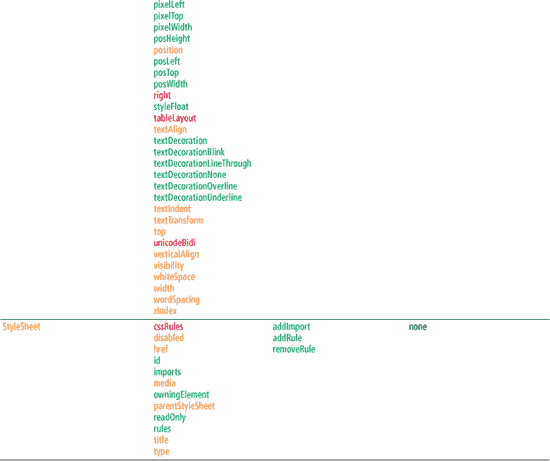 pixelLeft
pixelTop
pixelWidth
posHeight
position
posLeft
posTop
posWidth
right
styleFloat
tableLayout
textAlign
textDecoration
textDecorationBlink
textDecorationLineThrough
textDecorationNone
textDecorationOverline
textDecorationUnderline
textIndent
textTransform
top
unicodeBidi
verticalAlign
visibility
whiteSpace
width
wordSpacing
zIndex
StyleSheet cssRules addImport none
disabled addRule
href removeRule
id
imports
media
owningElement
parentStyleSheet
readOnly
rules
title
type